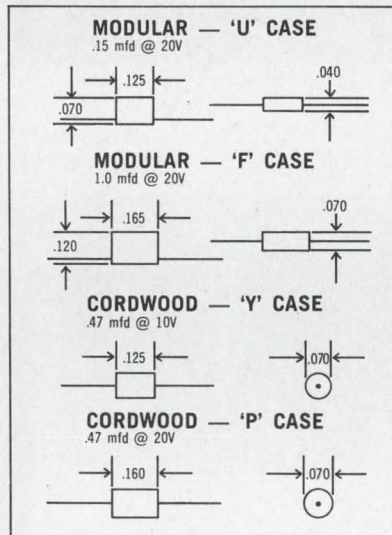 MODULAR — 'U' CASE
.15 mfd @ 20V
.125
.070
.040
MODULAR — 'F' CASE
1.0 mfd @ 20V
.165
.120
.070
CORDWOOD — 'Y' CASE
.47 mfd @ 10V
.125
.070
CORDWOOD — 'P' CASE
.47 mfd @ 20V
.160
.070